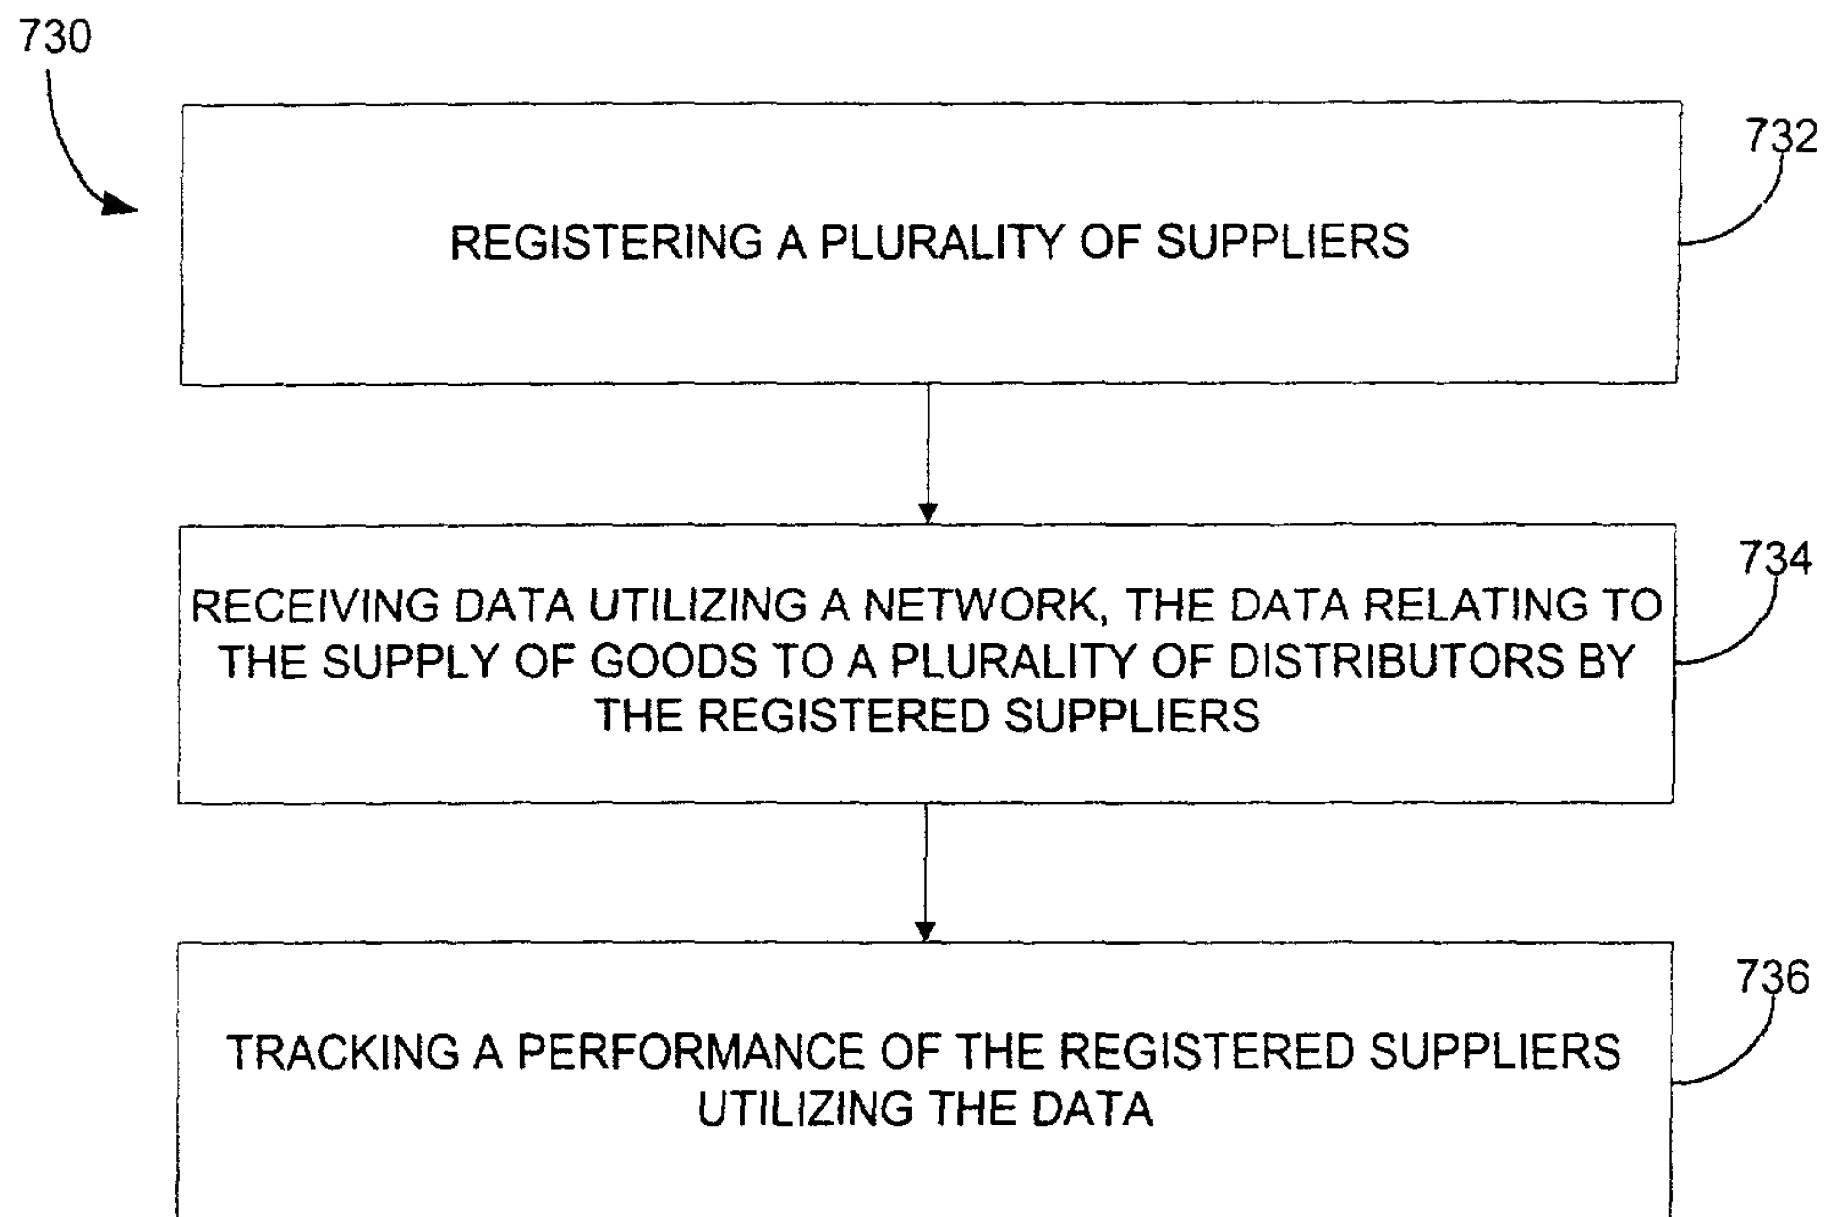 730
732
REGISTERING A PLURALITY OF SUPPLIERS
734
RECEIVING DATA UTILIZING A NETWORK, THE DATA RELATING TO
THE SUPPLY OF GOODS TO A PLURALITY OF DISTRIBUTORS BY
THE REGISTERED SUPPLIERS
736
TRACKING A PERFORMANCE OF THE REGISTERED SUPPLIERS
UTILIZING THE DATA